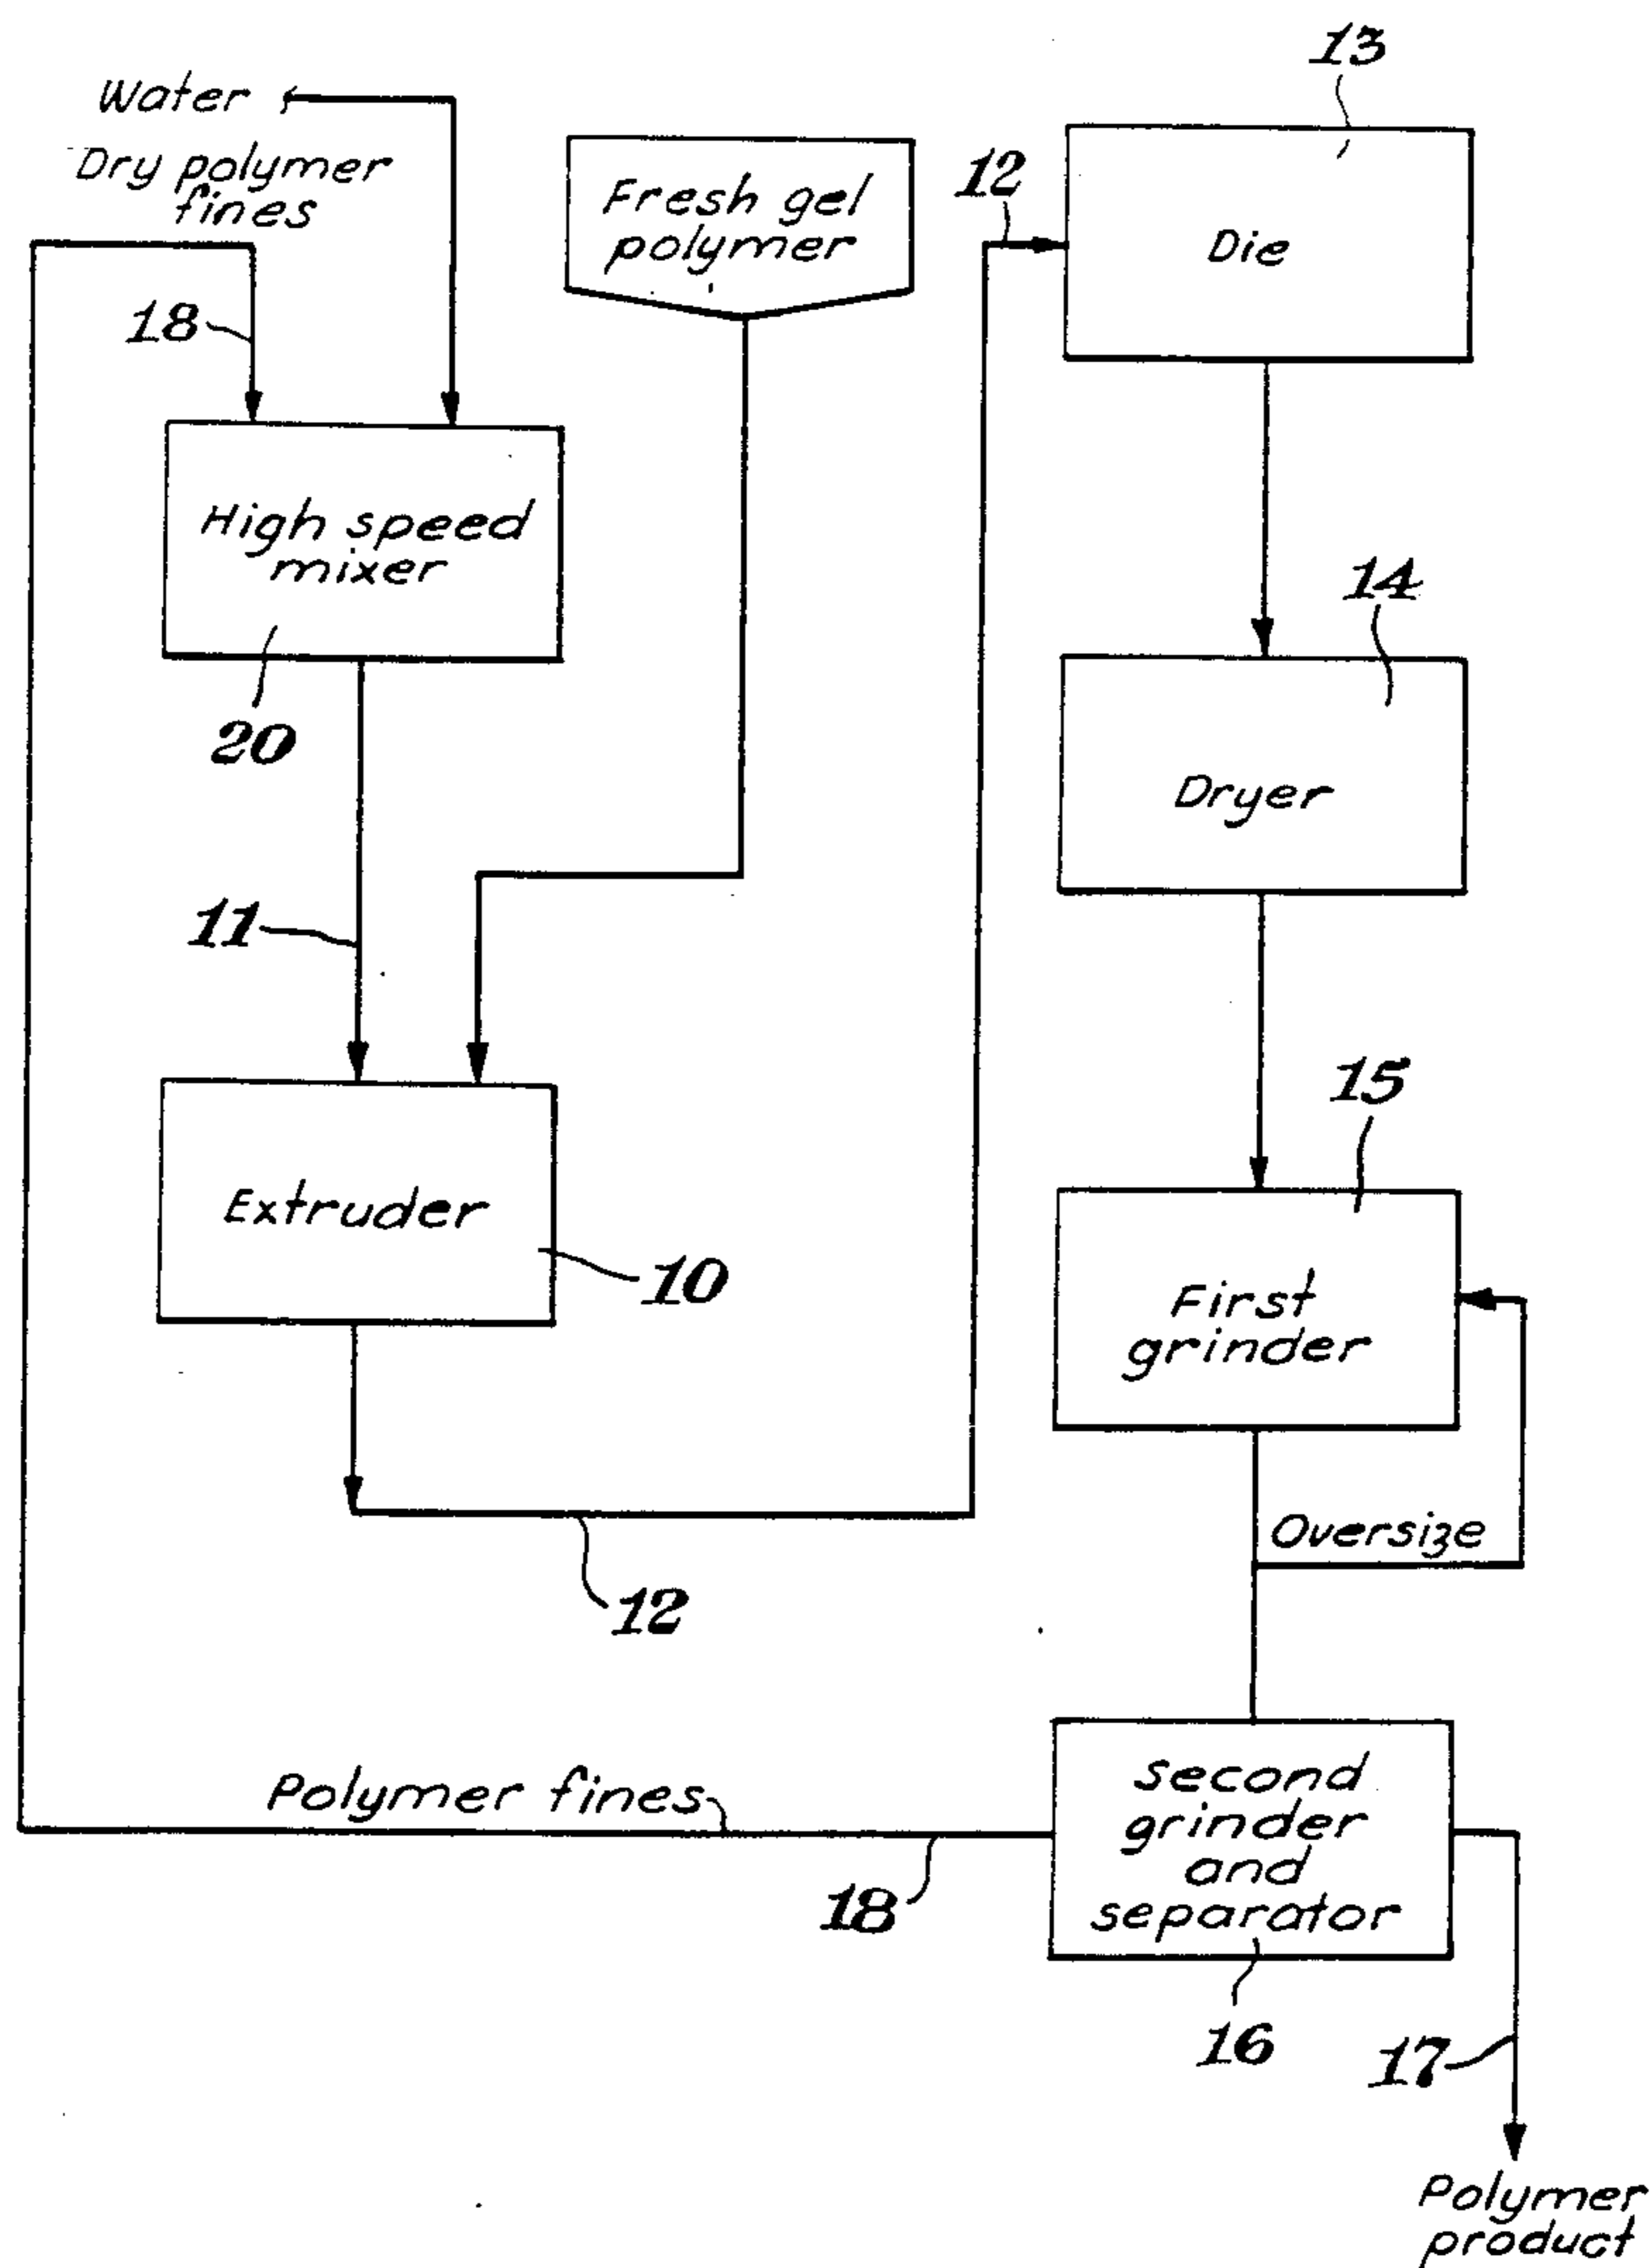 Water
Dry polymer
fines
18
High speed
mixer
20
11
Fresh gel
polymer
Extruder
10
12
12
13
Die
14
Dryer
15
First
grinder
Oversize
Second
grinder
and
separator
16
Polymer fines
18
17
Polymer
product